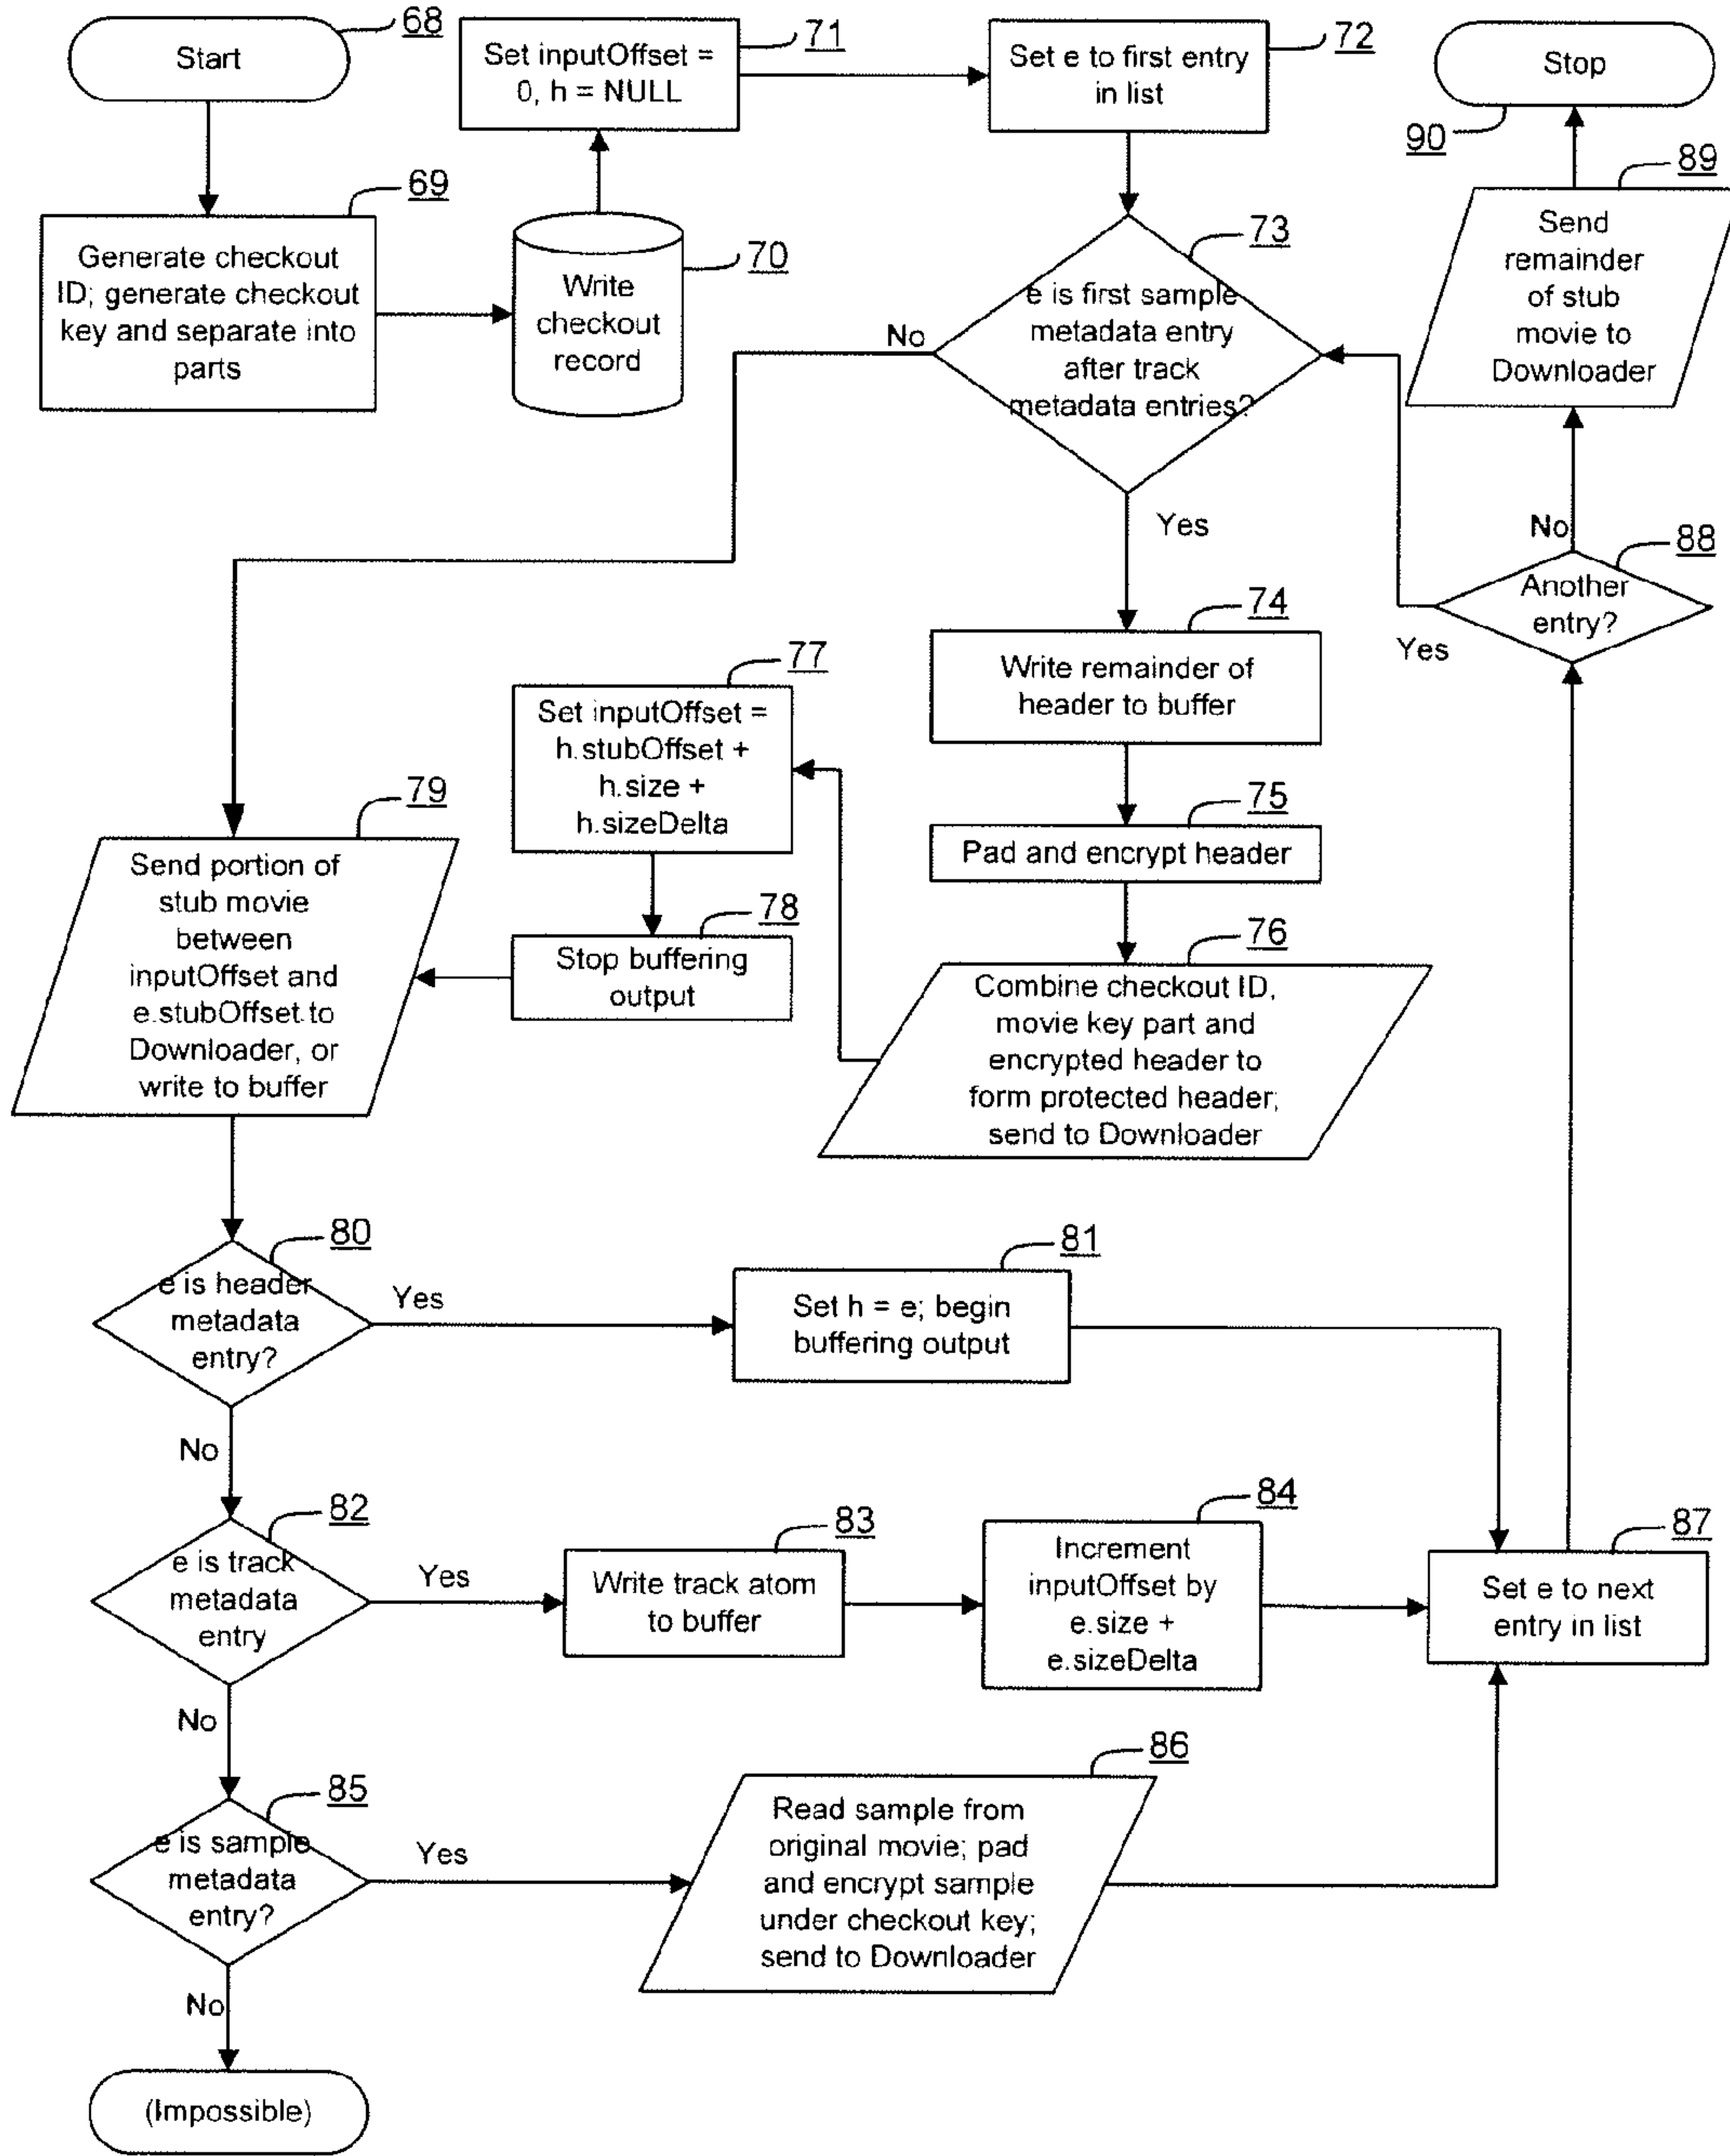 Start
68
Set inputOffset =
0, h = NULL
71
Set e to first entry
in list
72
Stop
90
Generate checkout
ID; generate checkout
key and separate into
parts
69
Write
checkout
record
70
e is first sample
metadata entry
after track
metadata entries?
73
No
Yes
Send
remainder
of stub
movie to
Downloader
89
No
Another
entry?
88
Yes
Write remainder of
header to buffer
74
Pad and encrypt header
75
Combine checkout ID,
movie key part and
encrypted header to
form protected header;
send to Downloader
76
Set inputOffset =
h.stubOffset +
h.size +
h.sizeDelta
77
Stop buffering
output
78
Send portion of
stub movie
between
inputOffset and
e.stubOffset to
Downloader, or
write to buffer
79
e is header
metadata
entry?
80
Yes
Set h = e; begin
buffering output
81
No
e is track
metadata
entry
82
Yes
Write track atom
to buffer
83
Increment
inputOffset by
e.size +
e.sizeDelta
84
Set e to next
entry in list
87
No
e is sample
metadata
entry?
85
Yes
Read sample from
original movie; pad
and encrypt sample
under checkout key;
send to Downloader
86
No
(Impossible)